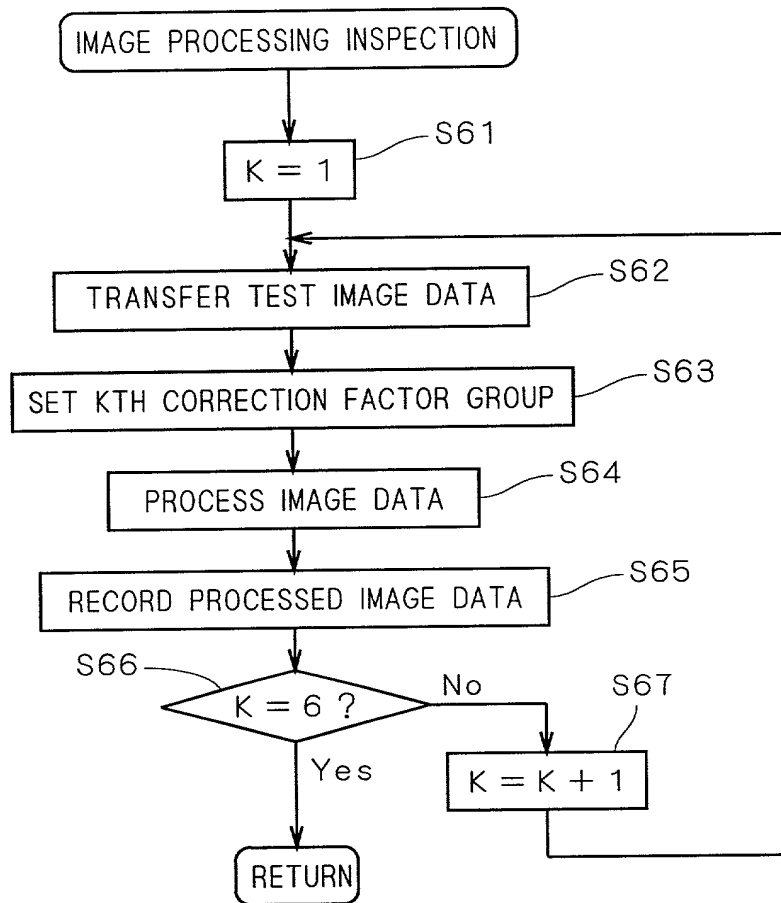 IMAGE PROCESSING INSPECTION
S61
K = 1
S62
TRANSFER TEST IMAGE DATA
S63
SET KTH CORRECTION FACTOR GROUP
S64
PROCESS IMAGE DATA
S65
RECORD PROCESSED IMAGE DATA
S66
K = 6 ?
No
S67
Yes
K = K + 1
RETURN